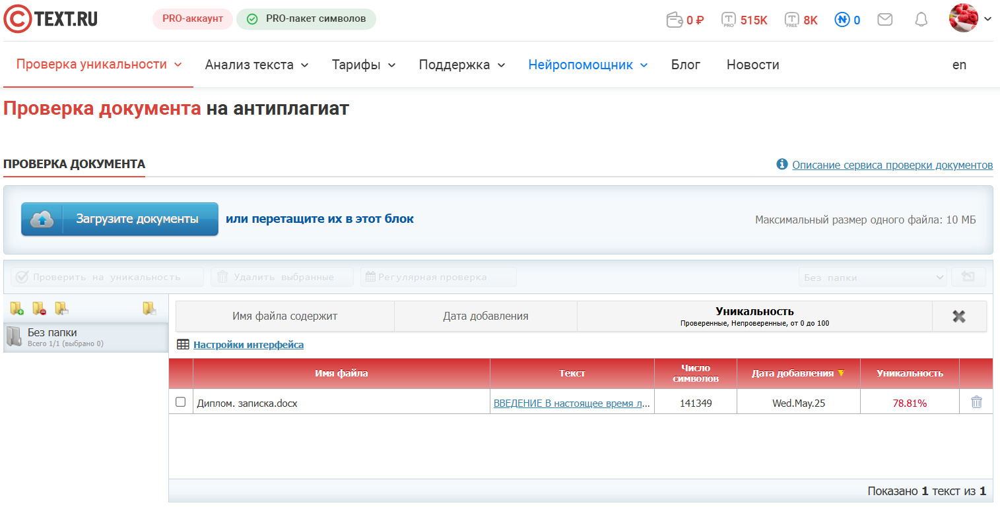 © TEXT.RU PRO-аккаунт PRO-пакет символов 0 ₽ T PRO 515K T FREE 8K N 0
Проверка уникальности Анализ текста Тарифы Поддержка Нейропомощник Блог Новости en
Проверка документа на антиплагиат
ПРОВЕРКА ДОКУМЕНТА Описание сервиса проверки документов
Загрузите документы или перетащите их в этот блок Максимальный размер одного файла: 10 МБ
Проверить на уникальность Удалить выбранные Регулярная проверка Без папки
Имя файла содержит Дата добавления Уникальность
Проверенные, Непроверенные, от 0 до 100
Без папки
Всего 1/1 (выбрано 0)
Настройки интерфейса
Имя файла Текст Число символов Дата добавления ▼ Уникальность
Диплом. записка.docx ВВЕДЕНИЕ В настоящее время л... 141349 Wed.May.25 78.81%
Показано 1 текст из 1